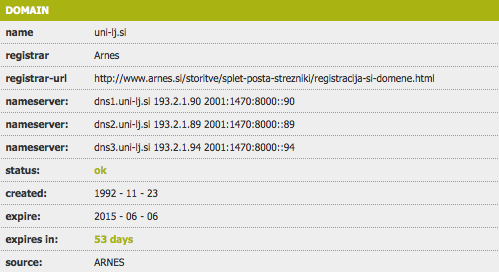 DOMAIN
name uni-lj.si
registrar Arnes
registrar-url http://www.arnes.si/storitve/splet-posta-strezniki/registracija-si-domene.html
nameserver: dns1.uni-lj.si 193.2.1.90 2001:1470:8000::90
nameserver: dns2.uni-lj.si 193.2.1.89 2001:1470:8000::89
nameserver: dns3.uni-lj.si 193.2.1.94 2001:1470:8000::94
status: ok
created: 1992 - 11 - 23
expire: 2015 - 06 - 06
expires in: 53 days
source: ARNES